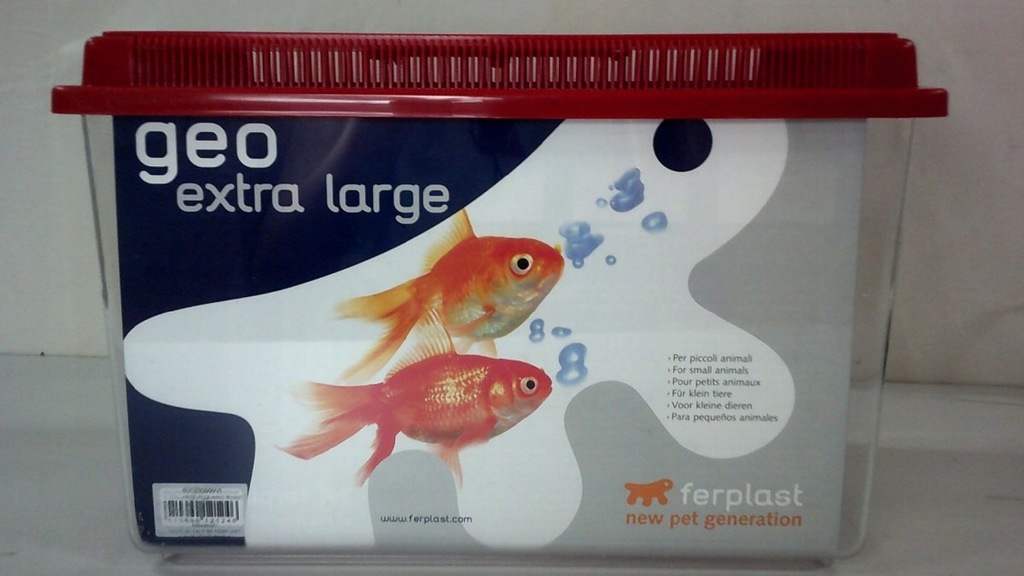 geo
extra large
› Per piccoli animali
› For small animals
› Pour petits animaux
› Für klein tiere
› Voor kleine dieren
› Para pequeños animales
www.ferplast.com
ferplast
new pet generation